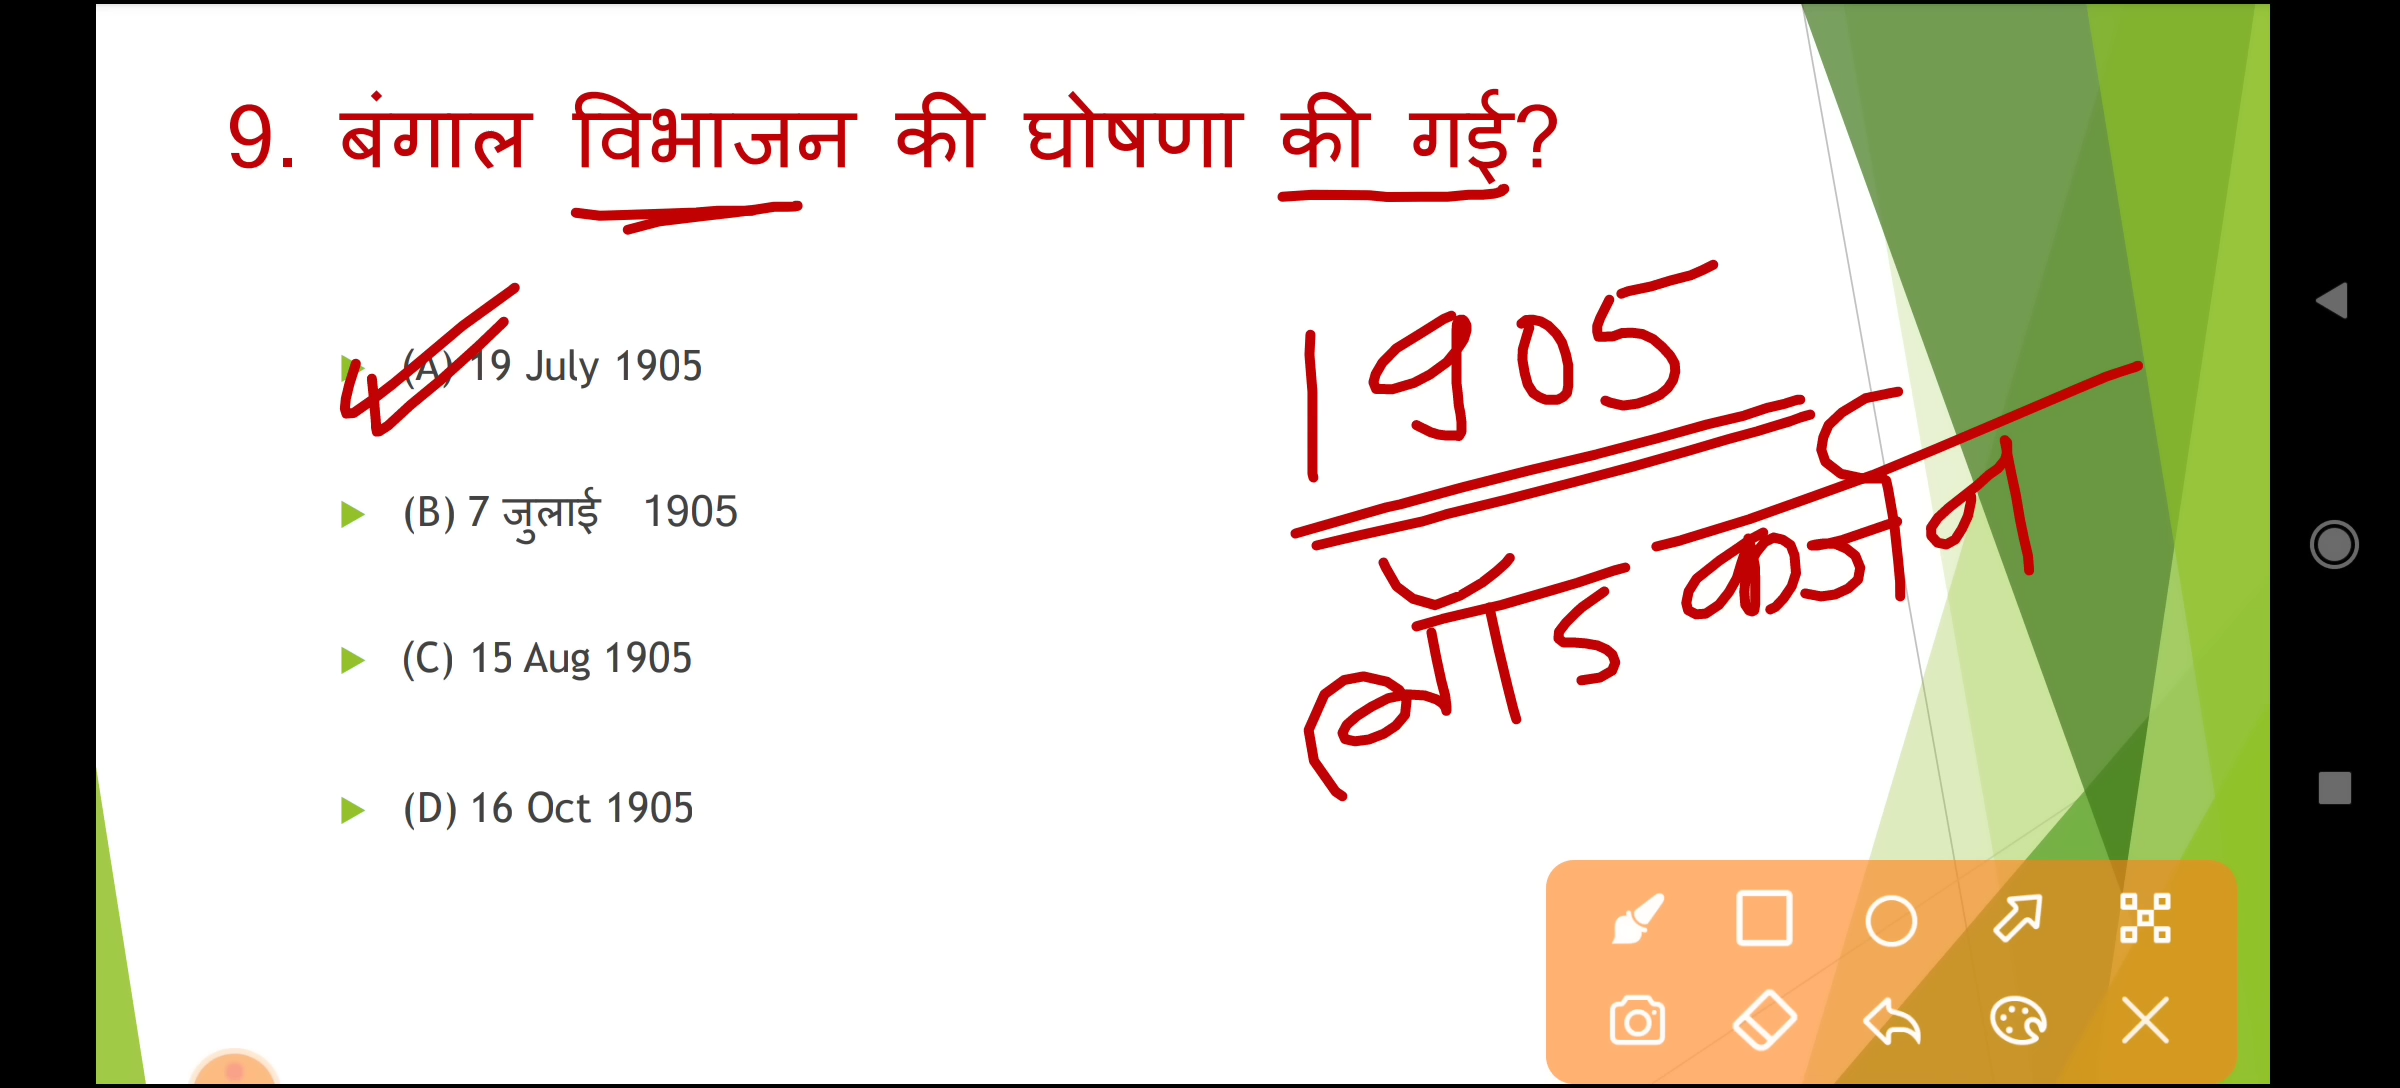 9. बंगाल विभाजन की घोषणा की गई?
(A) 19 July 1905
(B) 7 जुलाई 1905
(C) 15 Aug 1905
(D) 16 Oct 1905
1905
लॉर्ड कर्जन